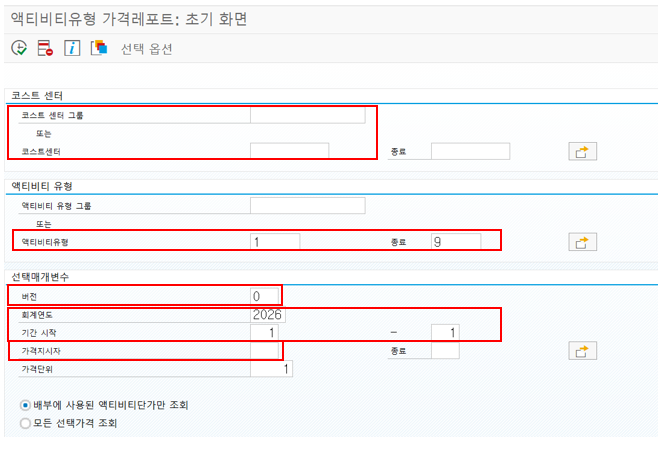 액티비티유형 가격레포트: 초기 화면
선택 옵션
코스트 센터
코스트 센터 그룹
또는
코스트센터 종료
액티비티 유형
액티비티 유형 그룹
또는
액티비티유형 1 종료 9
선택매개변수
버전 0
회계연도 2026
기간 시작 1 – 1
가격지시자 종료
가격단위 1
배부에 사용된 액티비티단가만 조회
모든 선택가격 조회